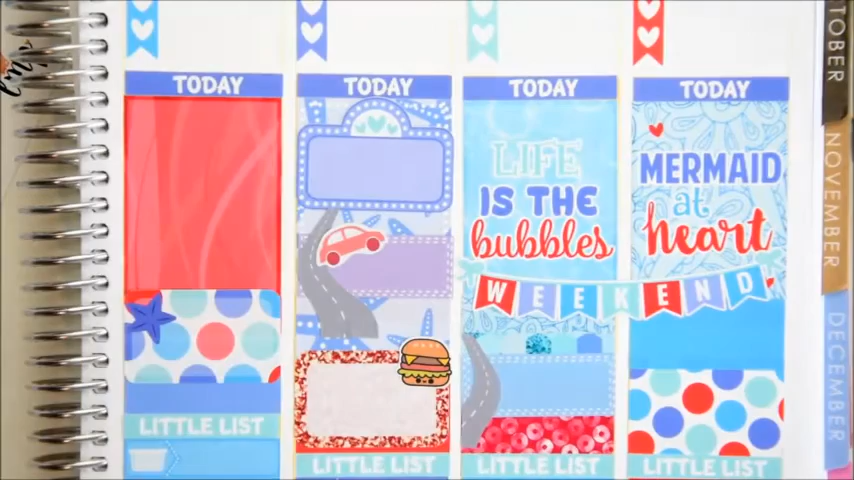 TODAY
TODAY
TODAY
TODAY
LIFE
IS THE
bubbles
MERMAID
at
heart
WEEKEND
LITTLE LIST
LITTLE LIST
LITTLE LIST
LITTLE LIST
TOBER
NOVEMBER
DECEMBER